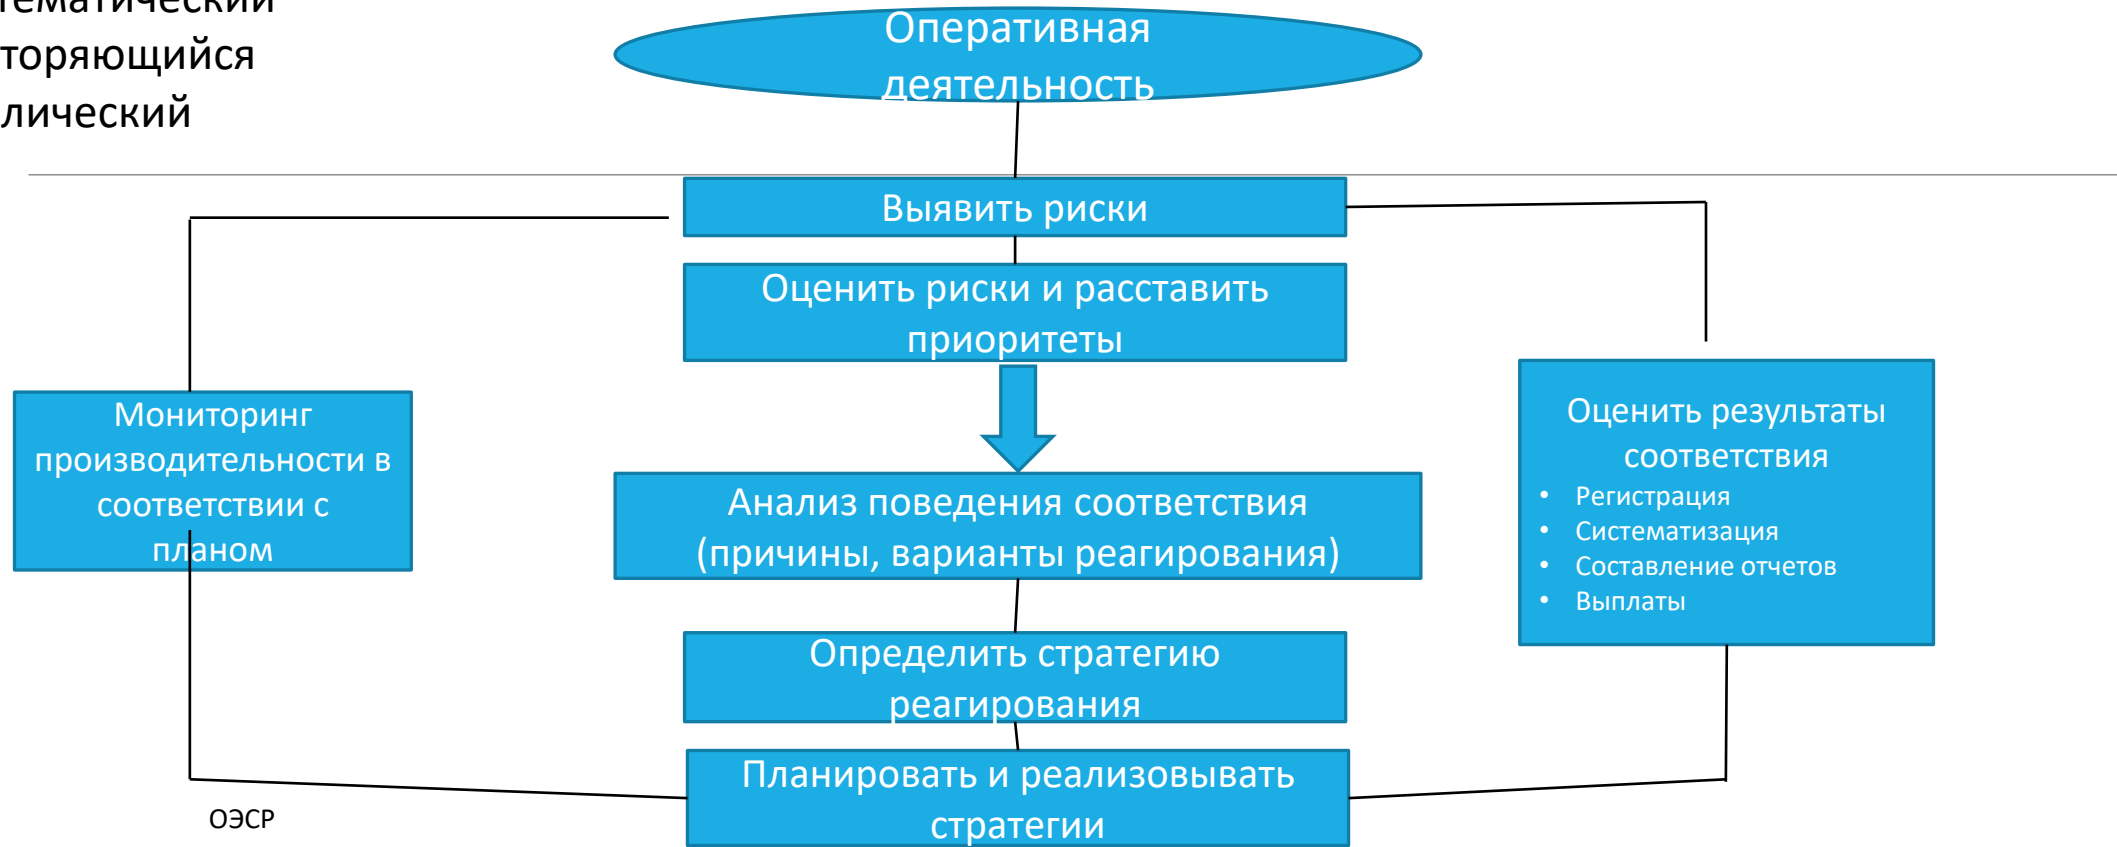 тематический
торяющийся
лический
Оперативная
деятельность
Выявить риски
Оценить риски и расставить
приоритеты
Мониторинг
производительности в
соответствии с
планом
Анализ поведения соответствия
(причины, варианты реагирования)
Оценить результаты
соответствия
• Регистрация
• Систематизация
• Составление отчетов
• Выплаты
Определить стратегию
реагирования
Планировать и реализовывать
стратегии
ОЭСР